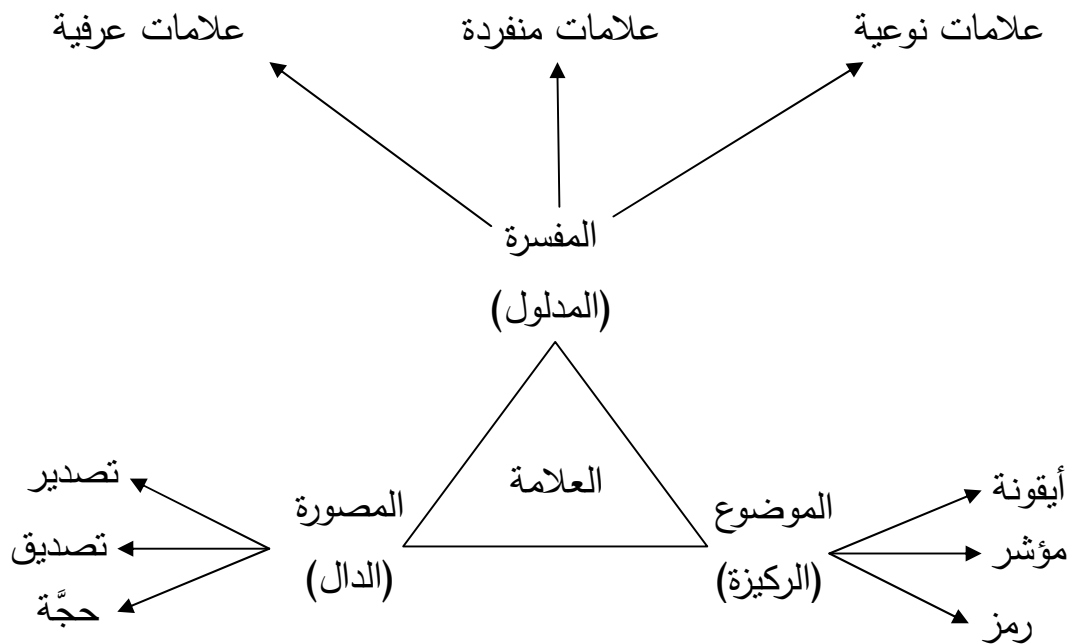 علامات نوعية
علامات منفردة
علامات عرفية
المفسرة
(المدلول)
العلامة
الموضوع
(الركيزة)
أيقونة
مؤشر
رمز
المصورة
(الدال)
تصدير
تصديق
حجَّة